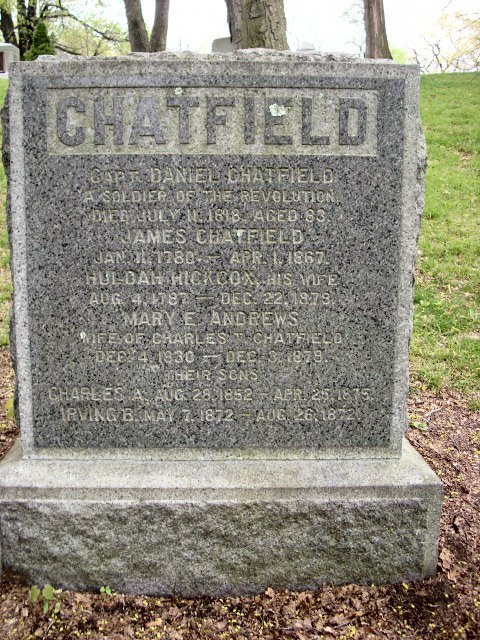 CHATFIELD
CAPT. DANIEL CHATFIELD
A SOLDIER OF THE REVOLUTION
DIED JULY 11, 1818. AGED 83.
JAMES CHATFIELD
JAN. 11, 1780 — APR. 1, 1867.
HULDAH HICKCOX, HIS WIFE
AUG. 4, 1787 — DEC. 22, 1879.
MARY E. ANDREWS
WIFE OF CHARLES T. CHATFIELD
DEC. 4, 1830 — DEC. 3, 1879.
THEIR SONS
CHARLES A. AUG. 28, 1852 — APR. 25, 1875.
IRVING B. MAY 7, 1872 — AUG. 26, 1872.